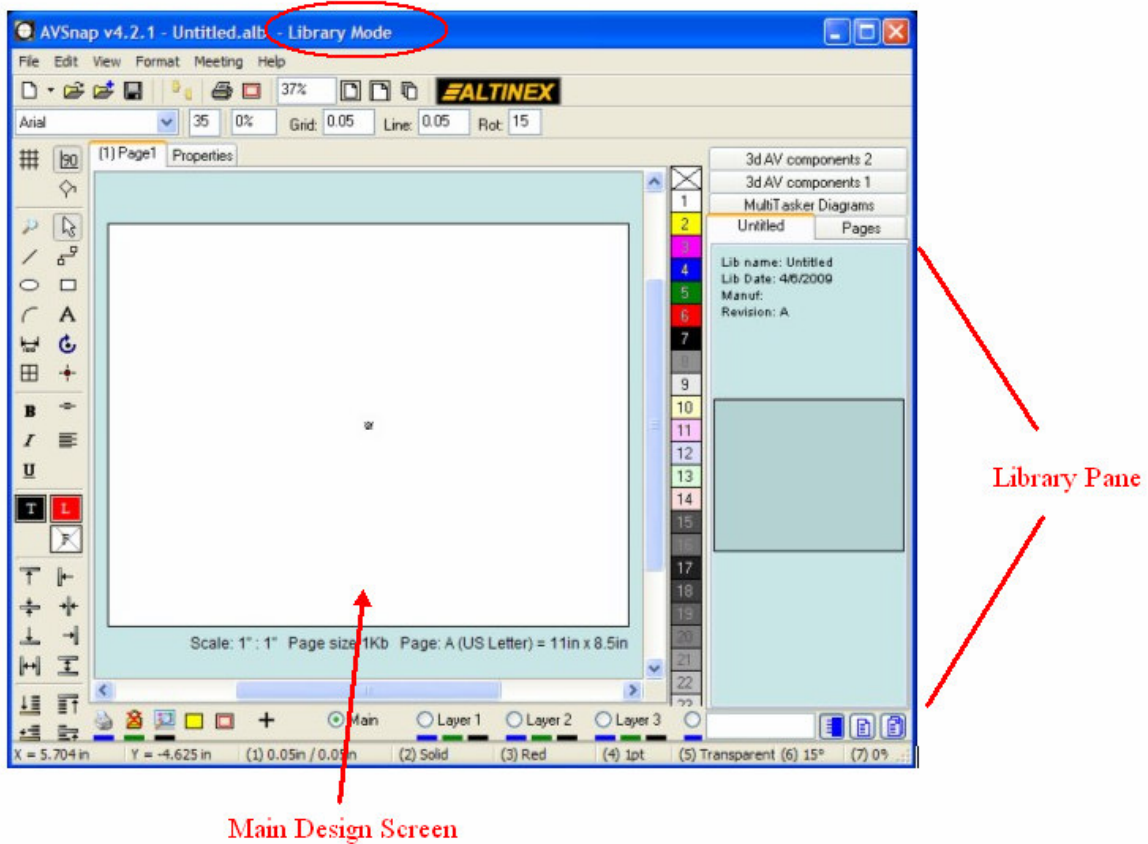 AVSnap v4.2.1 - Untitled.alb - Library Mode
File Edit View Format Meeting Help
37% ALTINEX
Arial 35 0% Grid: 0.05 Line: 0.05 Rot: 15
90 (1) Page1 Properties
3d AV components 2
3d AV components 1
MultiTasker Diagrams
Untitled Pages
Lib name: Untitled
Lib Date: 4/6/2009
Manuf:
Revision: A
A
B
I
U
T L
F
1
2
3
4
5
6
7
8
9
10
11
12
13
14
15
16
17
18
19
20
21
22
Library Pane
Scale: 1" : 1" Page size 1Kb Page: A (US Letter) = 11in x 8.5in
Main Layer 1 Layer 2 Layer 3
X = 5.704 in Y = -4.625 in (1) 0.05in / 0.05in (2) Solid (3) Red (4) 1pt (5) Transparent (6) 15° (7) 0%
Main Design Screen